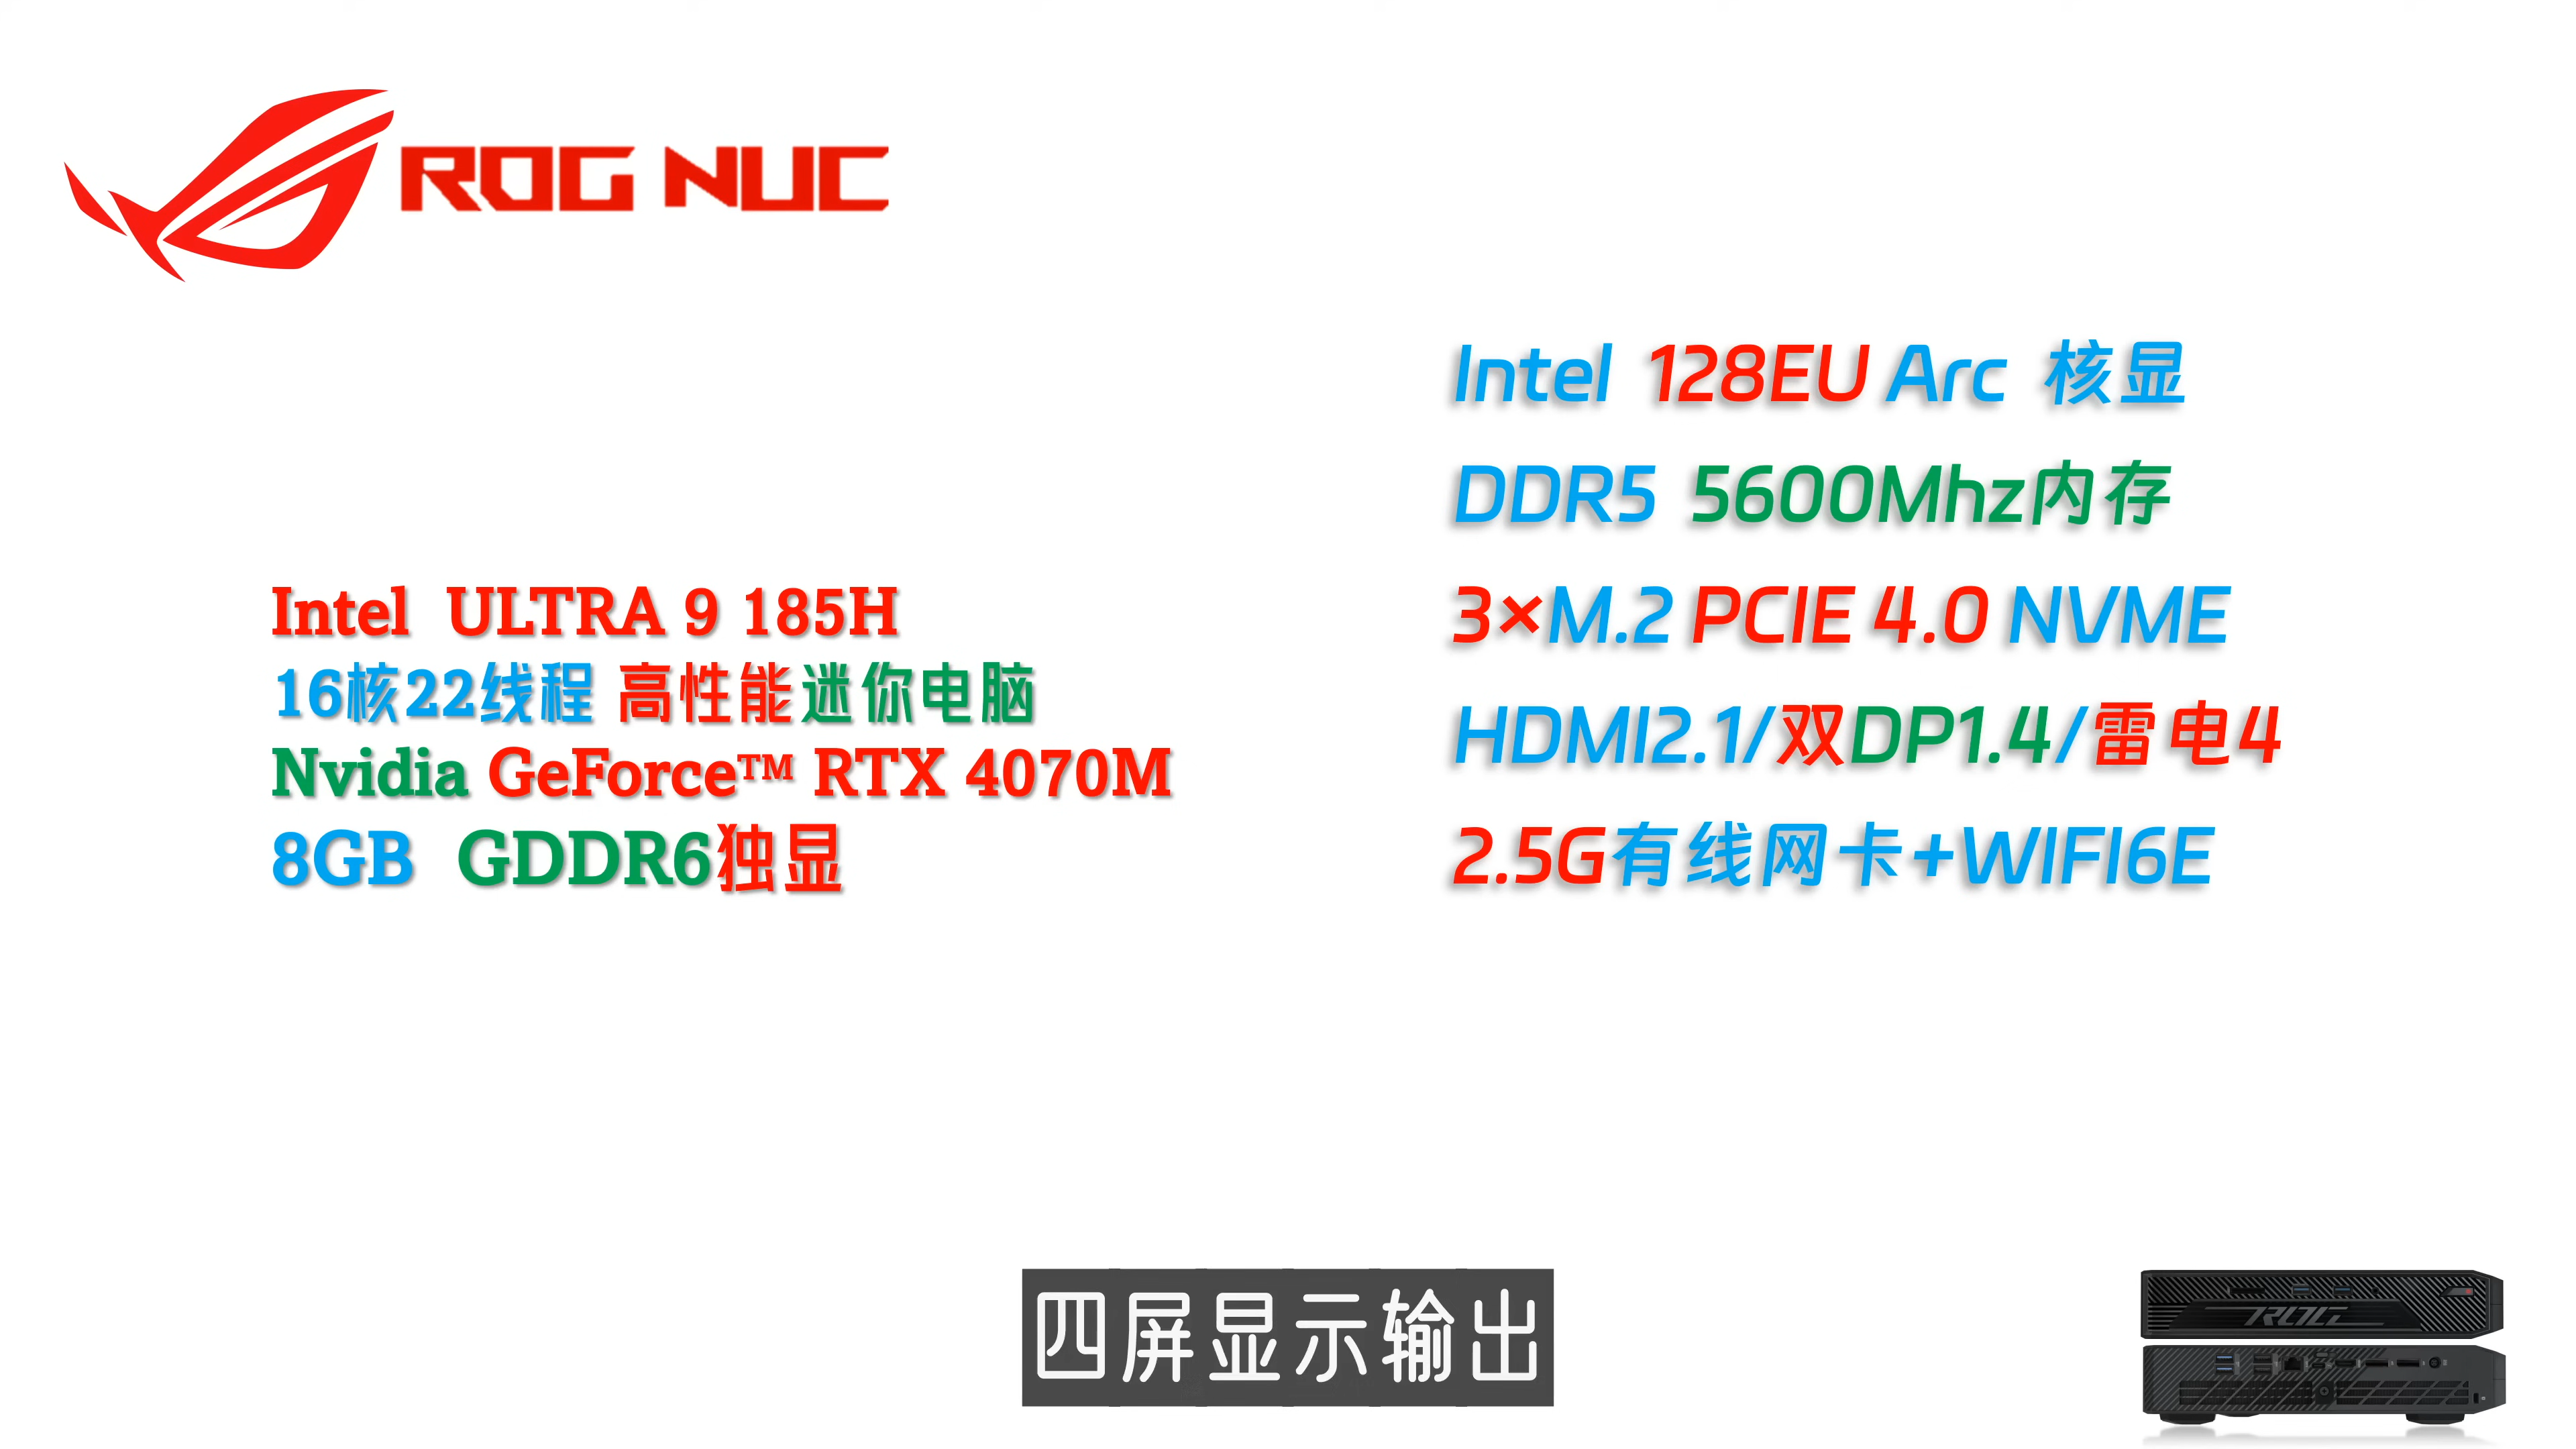 ROG NUC
Intel ULTRA 9 185H
16核22线程 高性能迷你电脑
Nvidia GeForce™ RTX 4070M
8GB GDDR6独显
Intel 128EU Arc 核显
DDR5 5600Mhz内存
3×M.2 PCIE 4.0 NVME
HDMI2.1/双DP1.4/雷电4
2.5G有线网卡+WIFI6E
四屏显示输出
ROG